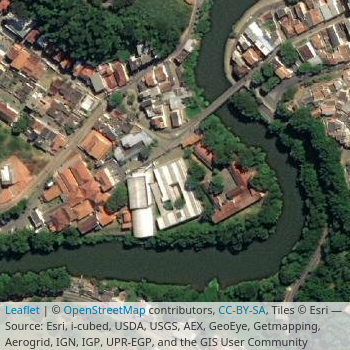 Leaflet | © OpenStreetMap contributors, CC-BY-SA, Tiles © Esri —
Source: Esri, i-cubed, USDA, USGS, AEX, GeoEye, Getmapping,
Aerogrid, IGN, IGP, UPR-EGP, and the GIS User Community